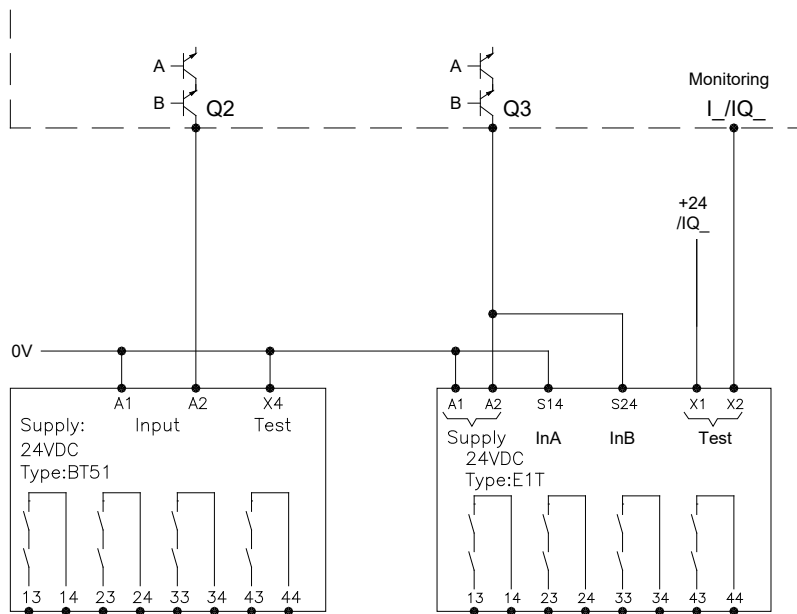 A
B Q2
A
B Q3
Monitoring
I_/IQ_
+24
/IQ_
0V
A1 A2 X4
Input Test
Supply:
24VDC
Type:BT51
13 14 23 24 33 34 43 44
A1 A2 S14 S24 X1 X2
Supply InA InB Test
24VDC
Type:E1T
13 14 23 24 33 34 43 44